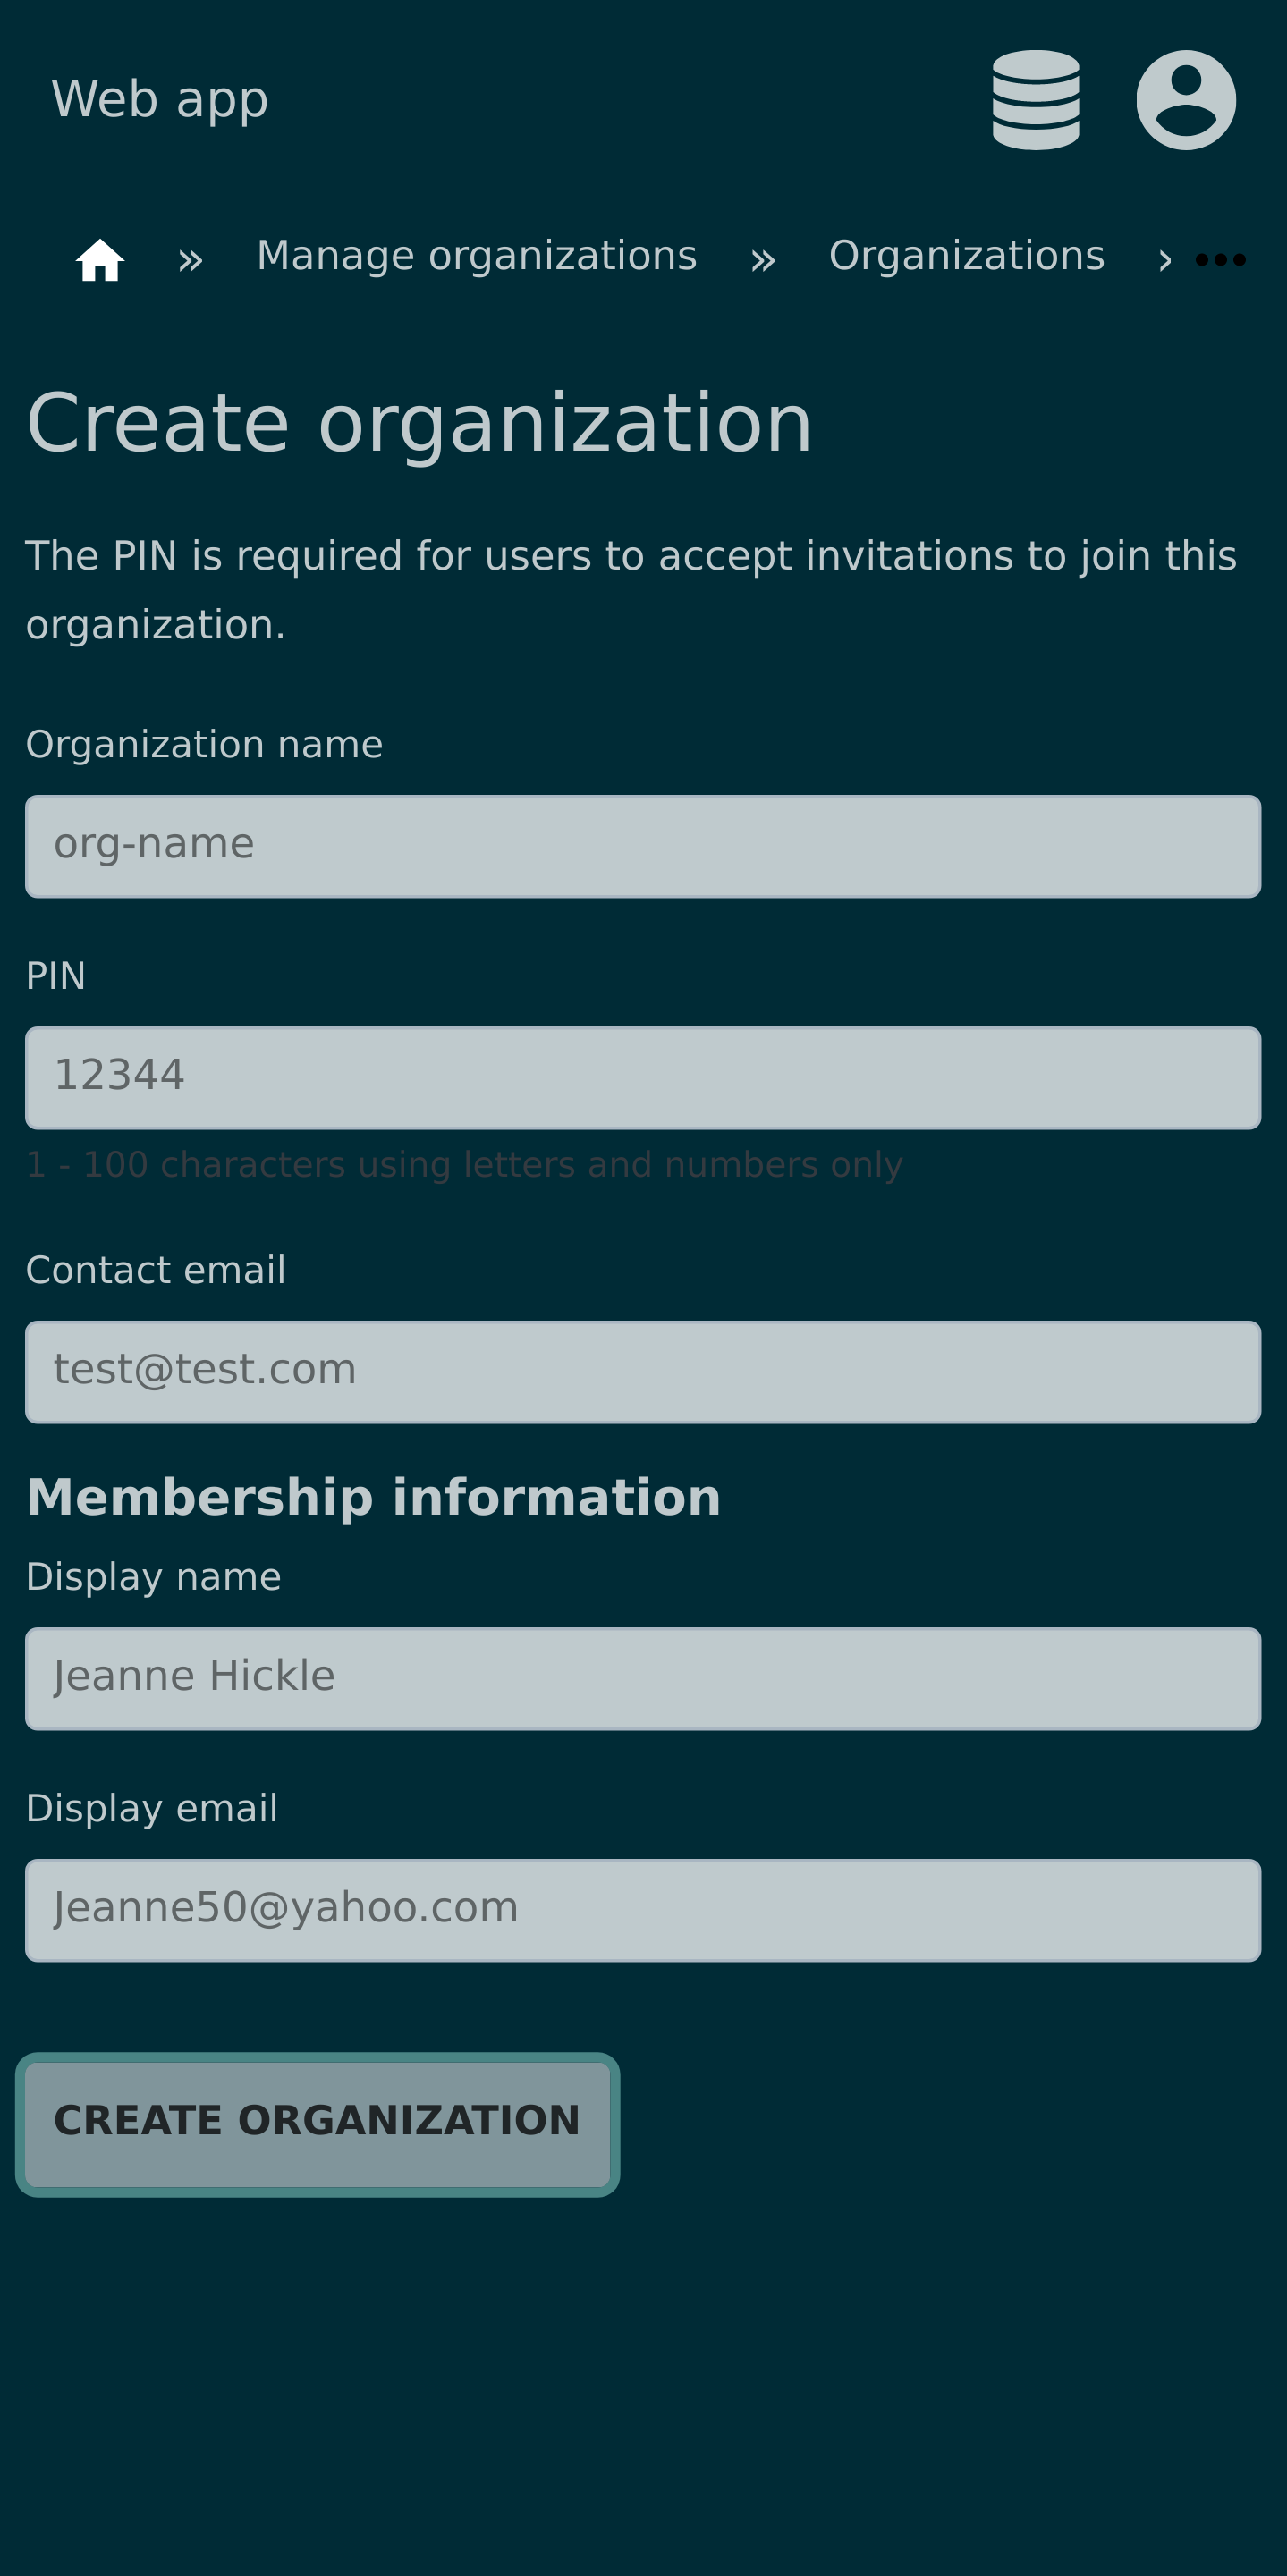 Web app
» Manage organizations » Organizations ›
Create organization
The PIN is required for users to accept invitations to join this
organization.
Organization name
org-name
PIN
12344
1 - 100 characters using letters and numbers only
Contact email
test@test.com
Membership information
Display name
Jeanne Hickle
Display email
Jeanne50@yahoo.com
CREATE ORGANIZATION